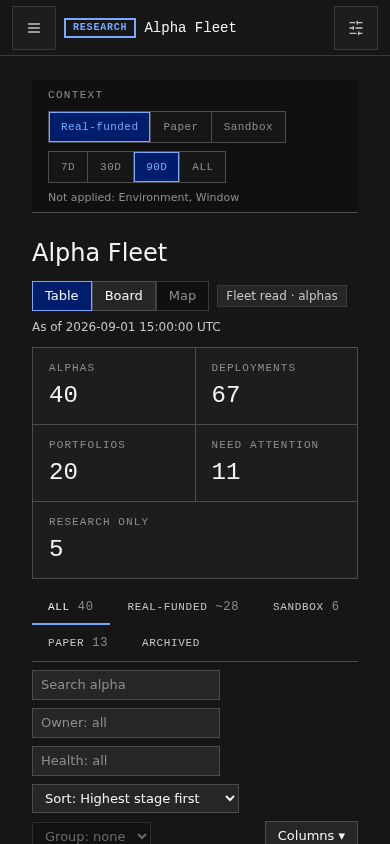 RESEARCH Alpha Fleet
CONTEXT
Real-funded Paper Sandbox
7D 30D 90D ALL
Not applied: Environment, Window
Alpha Fleet
Table Board Map Fleet read · alphas
As of 2026-09-01 15:00:00 UTC
ALPHAS DEPLOYMENTS
40 67
PORTFOLIOS NEED ATTENTION
20 11
RESEARCH ONLY
5
ALL 40 REAL-FUNDED ~28 SANDBOX 6
PAPER 13 ARCHIVED
Search alpha
Owner: all
Health: all
Sort: Highest stage first
Group: none Columns ▾